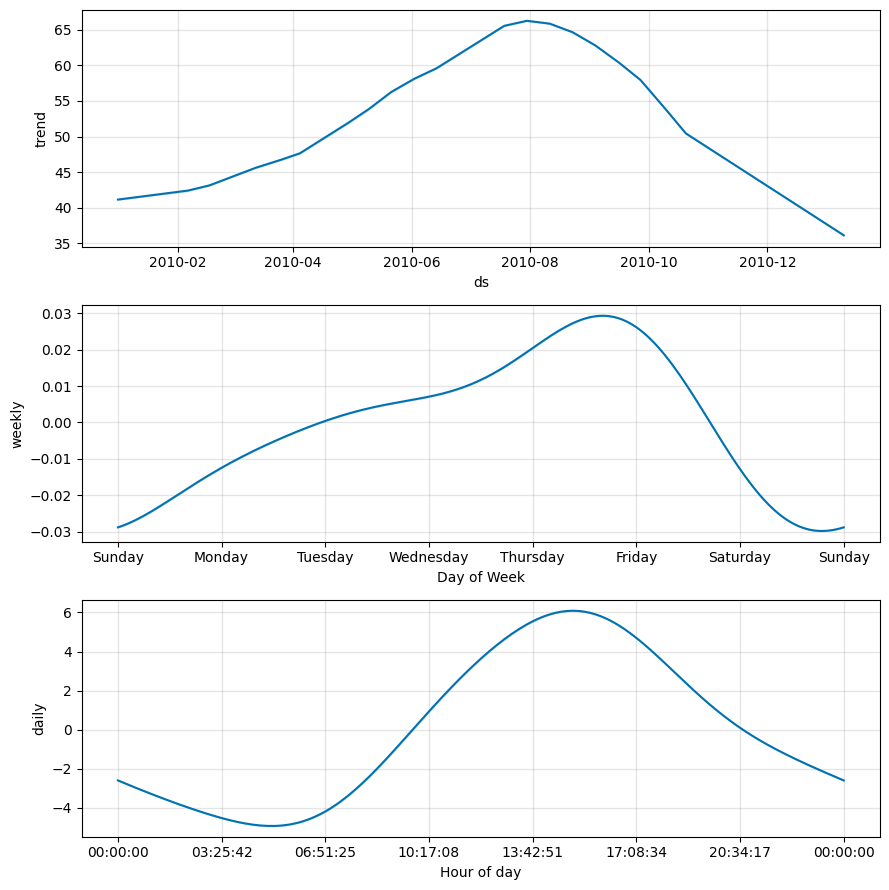 65
60
55
50
45
40
35
trend
2010-02 2010-04 2010-06 2010-08 2010-10 2010-12
ds
0.03
0.02
0.01
0.00
−0.01
−0.02
−0.03
weekly
Sunday Monday Tuesday Wednesday Thursday Friday Saturday Sunday
Day of Week
6
4
2
0
−2
−4
daily
00:00:00 03:25:42 06:51:25 10:17:08 13:42:51 17:08:34 20:34:17 00:00:00
Hour of day